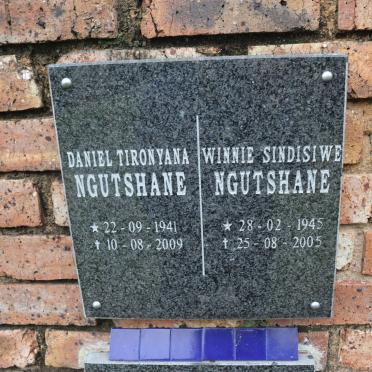 DANIEL TIRONYANA
NGUTSHANE
★ 22 - 09 - 1941
✝ 10 - 08 - 2009
WINNIE SINDISIWE
NGUTSHANE
★ 28 - 02 - 1945
✝ 25 - 08 - 2005